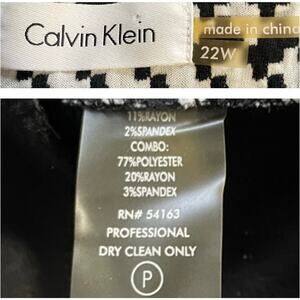 Calvin Klein
made in china
22W
11%RAYON
2%SPANDEX
COMBO:
77%POLYESTER
20%RAYON
3%SPANDEX
RN# 54163
PROFESSIONAL
DRY CLEAN ONLY
P